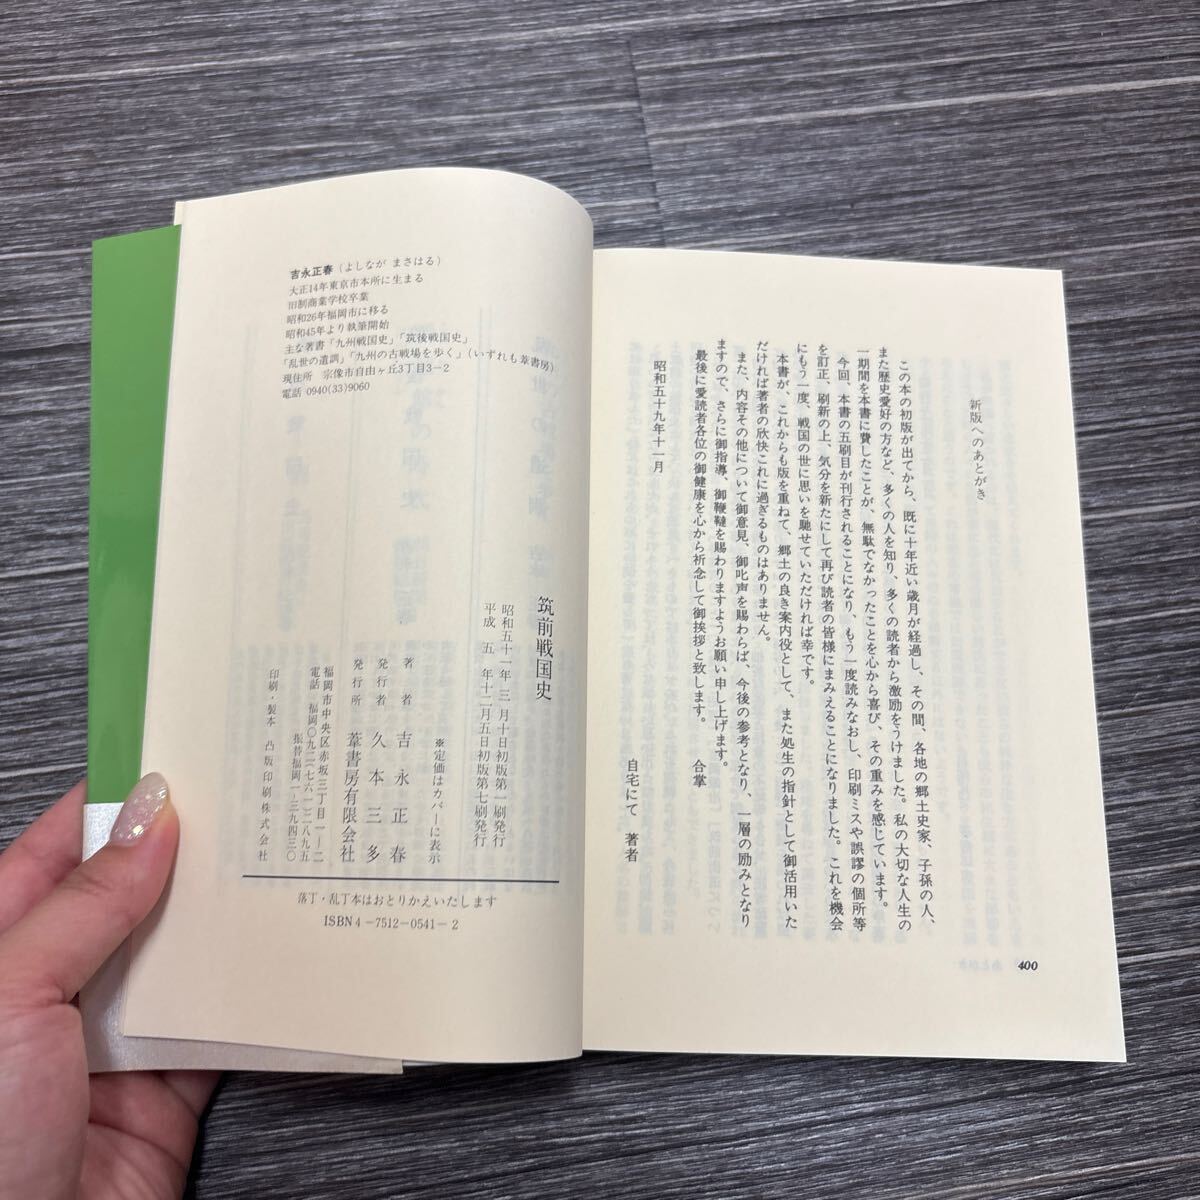 新版へのあとがき
この本の初版が出てから、既に十年近い歳月が経過し、その間、各地の郷土史家、子孫の人、
また歴史愛好の方など、多くの人を知り、多くの読者から激励をうけました。私の大切な人生の
一期間を本書に費したことが、無駄でなかったことを心から喜び、その重みを感じています。
今回、本書の五刷目が刊行されることになり、もう一度読みなおし、印刷ミスや誤謬の個所等
を訂正、刷新の上、気分を新たにして再び読者の皆様にまみえることになりました。これを機会
にもう一度、戦国の世に思いを馳せていただければ幸です。
本書が、これからも版を重ねて、郷土の良き案内役として、また処生の指針として御活用いた
だければ著者の欣快これに過ぎるものはありません。
また、内容その他について御意見、御叱声を賜わらば、今後の参考となり、一層の励みとなり
ますので、さらに御指導、御鞭韃を賜わりますようお願い申し上げます。
最後に愛読者各位の御健康を心から祈念して御挨拶と致します。 合掌
昭和五十九年十一月
自宅にて 著者
400
吉永正春（よしなが まさはる）
大正14年東京市本所に生まる
旧制商業学校卒業
昭和26年福岡市に移る
昭和45年より執筆開始
主な著書「九州戦国史」「筑後戦国史」
「乱世の遺訓」「九州の古戦場を歩く」（いずれも葦書房）
現住所 宗像市自由ヶ丘3丁目3−2
電話 0940(33)9060
筑前戦国史
昭和五十一年 三 月十日初版第一刷発行
平成 五 年十二月五日初版第七刷発行
※定価はカバーに表示
著者 吉永正春
発行者 久本三多
発行所 葦書房有限会社
福岡市中央区赤坂三丁目一−二
電話 福岡〇九二(七六一)二八九五
振替福岡一−三九四三〇
印刷・製本 凸版印刷株式会社
落丁・乱丁本はおとりかえいたします
ISBN4−7512−0541−2